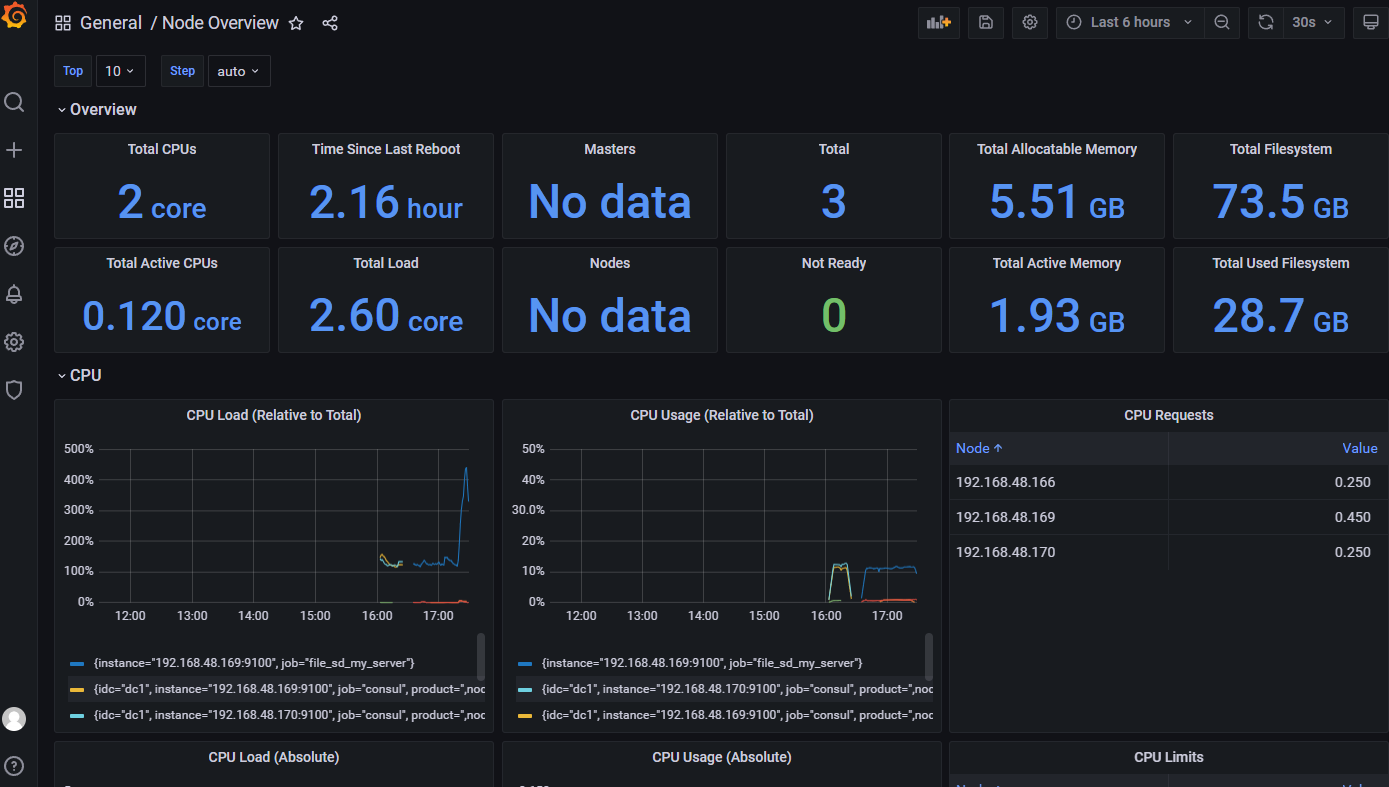 General / Node Overview
Last 6 hours
30s
Top
10
Step
auto
Overview
Total CPUs
2 core
Time Since Last Reboot
2.16 hour
Masters
No data
Total
3
Total Allocatable Memory
5.51 GB
Total Filesystem
73.5 GB
Total Active CPUs
0.120 core
Total Load
2.60 core
Nodes
No data
Not Ready
0
Total Active Memory
1.93 GB
Total Used Filesystem
28.7 GB
CPU
CPU Load (Relative to Total)
500%
400%
300%
200%
100%
0%
12:00 13:00 14:00 15:00 16:00 17:00
{instance="192.168.48.169:9100", job="file_sd_my_server"}
{idc="dc1", instance="192.168.48.169:9100", job="consul", product=",noc
{idc="dc1", instance="192.168.48.170:9100", job="consul", product=",noc
CPU Usage (Relative to Total)
50%
40%
30.0%
20%
10%
0%
12:00 13:00 14:00 15:00 16:00 17:00
{instance="192.168.48.169:9100", job="file_sd_my_server"}
{idc="dc1", instance="192.168.48.170:9100", job="consul", product=",noc
{idc="dc1", instance="192.168.48.169:9100", job="consul", product=",noc
CPU Requests
Node Value
192.168.48.166 0.250
192.168.48.169 0.450
192.168.48.170 0.250
CPU Load (Absolute)
CPU Usage (Absolute)
CPU Limits